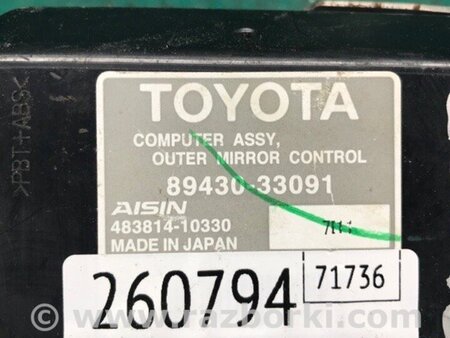 >PBT+ABS<
TOYOTA
COMPUTER ASSY,
OUTER MIRROR CONTROL
89430-33091
AISIN
483814-10330
MADE IN JAPAN
260794
71736
www.razborki.com